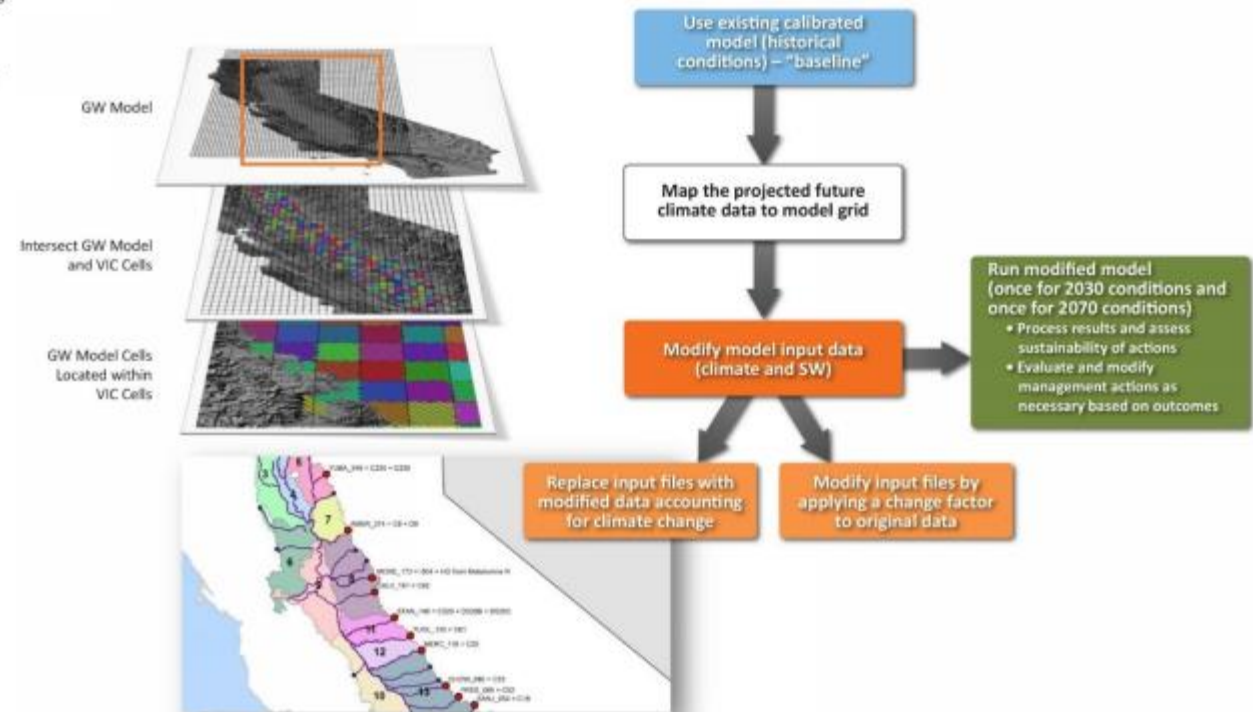 GW Model
Intersect GW Model
and VIC Cells
GW Model Cells
Located within
VIC Cells
Use existing calibrated
model (historical
conditions) – "baseline"
Map the projected future
climate data to model grid
Modify model input data
(climate and SW)
Run modified model
(once for 2030 conditions and
once for 2070 conditions)
• Process results and assess
sustainability of actions
• Evaluate and modify
management actions as
necessary based on outcomes
Replace input files with
modified data accounting
for climate change
Modify input files by
applying a change factor
to original data
3
7
6
11
12
13